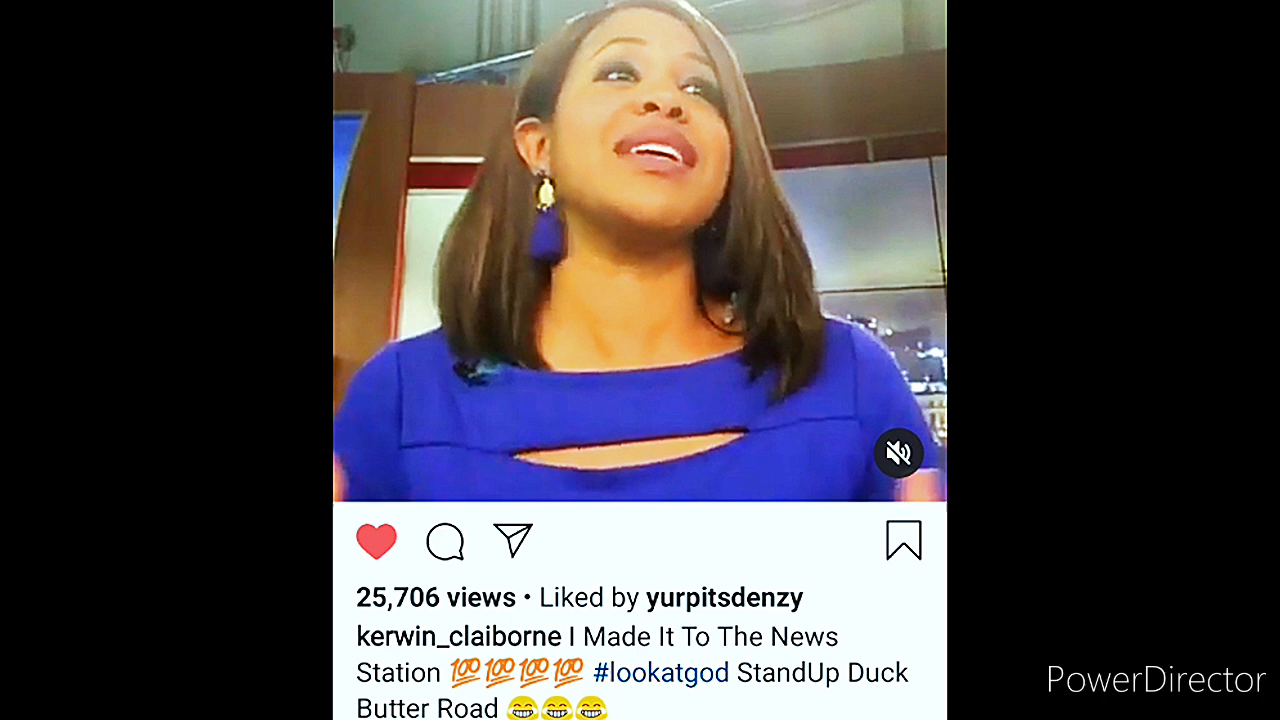 25,706 views • Liked by yurpitsdenzy
kerwin_claiborne I Made It To The News
Station 💯💯💯💯 #lookatgod StandUp Duck
Butter Road 😂😂😂
PowerDirector